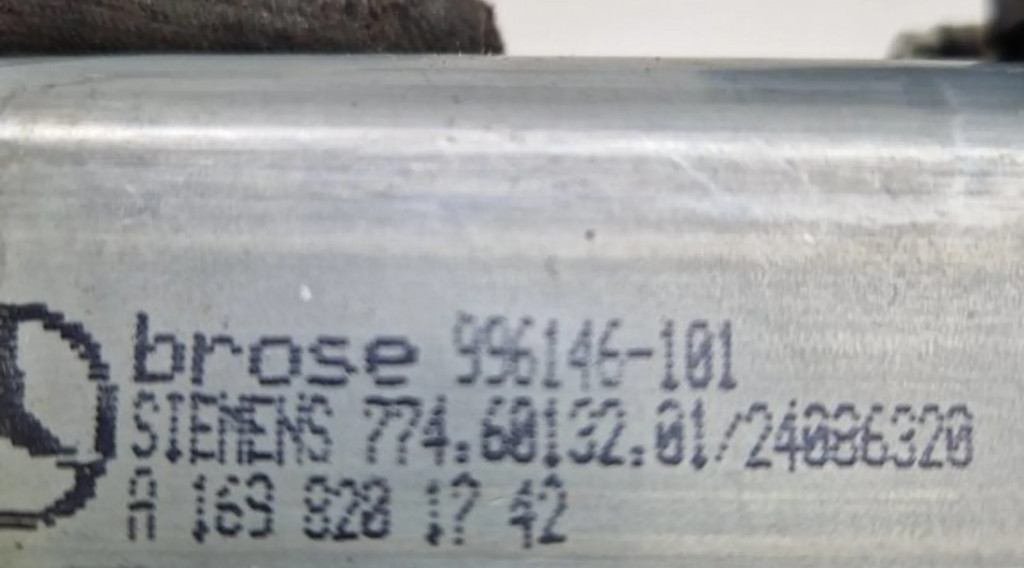 brose 996146-101
SIEMENS 774.60132.01/24086320
A 163 820 17 42